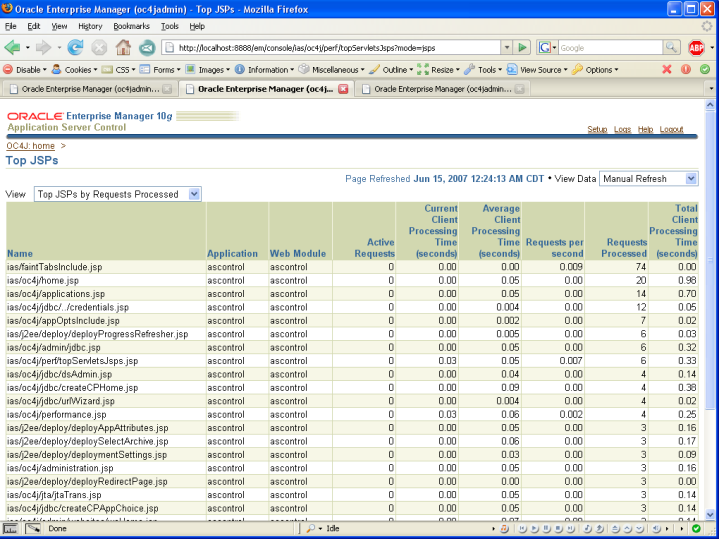 Oracle Enterprise Manager (oc4jadmin) - Top JSPs - Mozilla Firefox
File Edit View History Bookmarks Tools Help
http://localhost:8888/em/console/ias/oc4j/perf/topServletsJsps?mode=jsps
G Google
ABP
Disable Cookies CSS Forms Images Information Miscellaneous Outline Resize Tools View Source Options
Oracle Enterprise Manager (oc4jadmin... Oracle Enterprise Manager (oc4j... Oracle Enterprise Manager (oc4jadmin...
ORACLE Enterprise Manager 10g
Application Server Control
Setup Logs Help Logout
OC4J: home >
Top JSPs
Page Refreshed Jun 15, 2007 12:24:13 AM CDT • View Data Manual Refresh
View Top JSPs by Requests Processed
Name Application Web Module Active Requests Current Client Processing Time (seconds) Average Client Processing Time (seconds) Requests per second Requests Processed Total Client Processing Time (seconds)
ias/faintTabsInclude.jsp ascontrol ascontrol 0 0.00 0.00 0.009 74 0.00
ias/oc4j/home.jsp ascontrol ascontrol 0 0.00 0.05 0.00 20 0.98
ias/oc4j/applications.jsp ascontrol ascontrol 0 0.00 0.05 0.00 14 0.70
ias/oc4j/jdbc/../credentials.jsp ascontrol ascontrol 0 0.00 0.004 0.00 12 0.05
ias/oc4j/appOptsInclude.jsp ascontrol ascontrol 0 0.00 0.002 0.00 7 0.02
ias/j2ee/deploy/deployProgressRefresher.jsp ascontrol ascontrol 0 0.00 0.005 0.00 6 0.03
ias/oc4j/admin/jdbc.jsp ascontrol ascontrol 0 0.00 0.05 0.00 6 0.32
ias/oc4j/perf/topServletsJsps.jsp ascontrol ascontrol 0 0.03 0.05 0.007 6 0.33
ias/oc4j/jdbc/dsAdmin.jsp ascontrol ascontrol 0 0.00 0.04 0.00 4 0.14
ias/oc4j/jdbc/createCPHome.jsp ascontrol ascontrol 0 0.00 0.09 0.00 4 0.38
ias/oc4j/jdbc/urlWizard.jsp ascontrol ascontrol 0 0.00 0.004 0.00 4 0.02
ias/oc4j/performance.jsp ascontrol ascontrol 0 0.03 0.06 0.002 4 0.25
ias/j2ee/deploy/deployAppAttributes.jsp ascontrol ascontrol 0 0.00 0.05 0.00 3 0.16
ias/j2ee/deploy/deploySelectArchive.jsp ascontrol ascontrol 0 0.00 0.06 0.00 3 0.17
ias/j2ee/deploy/deploymentSettings.jsp ascontrol ascontrol 0 0.00 0.03 0.00 3 0.09
ias/oc4j/administration.jsp ascontrol ascontrol 0 0.00 0.05 0.00 3 0.16
ias/j2ee/deploy/deployRedirectPage.jsp ascontrol ascontrol 0 0.00 0.00 0.00 3 0.00
ias/oc4j/jta/jtaTrans.jsp ascontrol ascontrol 0 0.00 0.05 0.00 3 0.14
ias/oc4j/jdbc/createCPAppChoice.jsp ascontrol ascontrol 0 0.00 0.05 0.00 3 0.14
Done
Idle